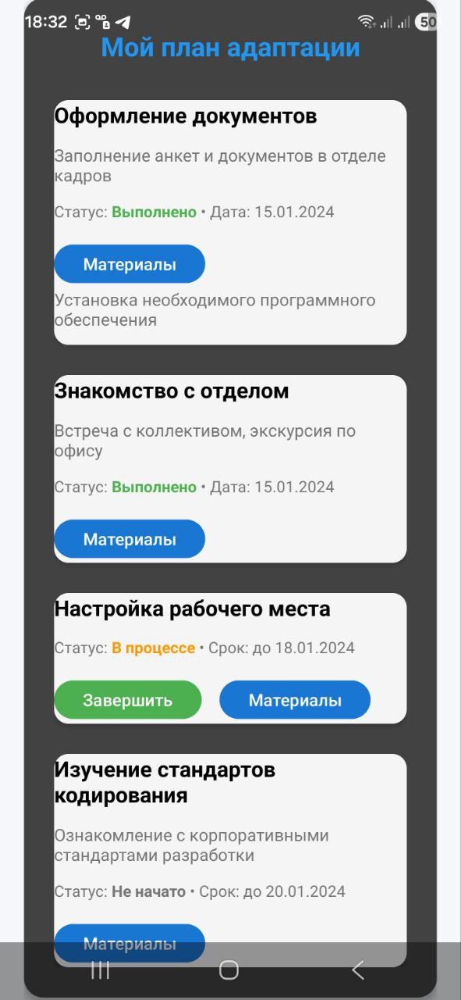 18:32
50
Мой план адаптации
Оформление документов
Заполнение анкет и документов в отделе
кадров
Статус: Выполнено • Дата: 15.01.2024
Материалы
Установка необходимого программного
обеспечения
Знакомство с отделом
Встреча с коллективом, экскурсия по
офису
Статус: Выполнено • Дата: 15.01.2024
Материалы
Настройка рабочего места
Статус: В процессе • Срок: до 18.01.2024
Завершить
Материалы
Изучение стандартов
кодирования
Ознакомление с корпоративными
стандартами разработки
Статус: Не начато • Срок: до 20.01.2024
Материалы